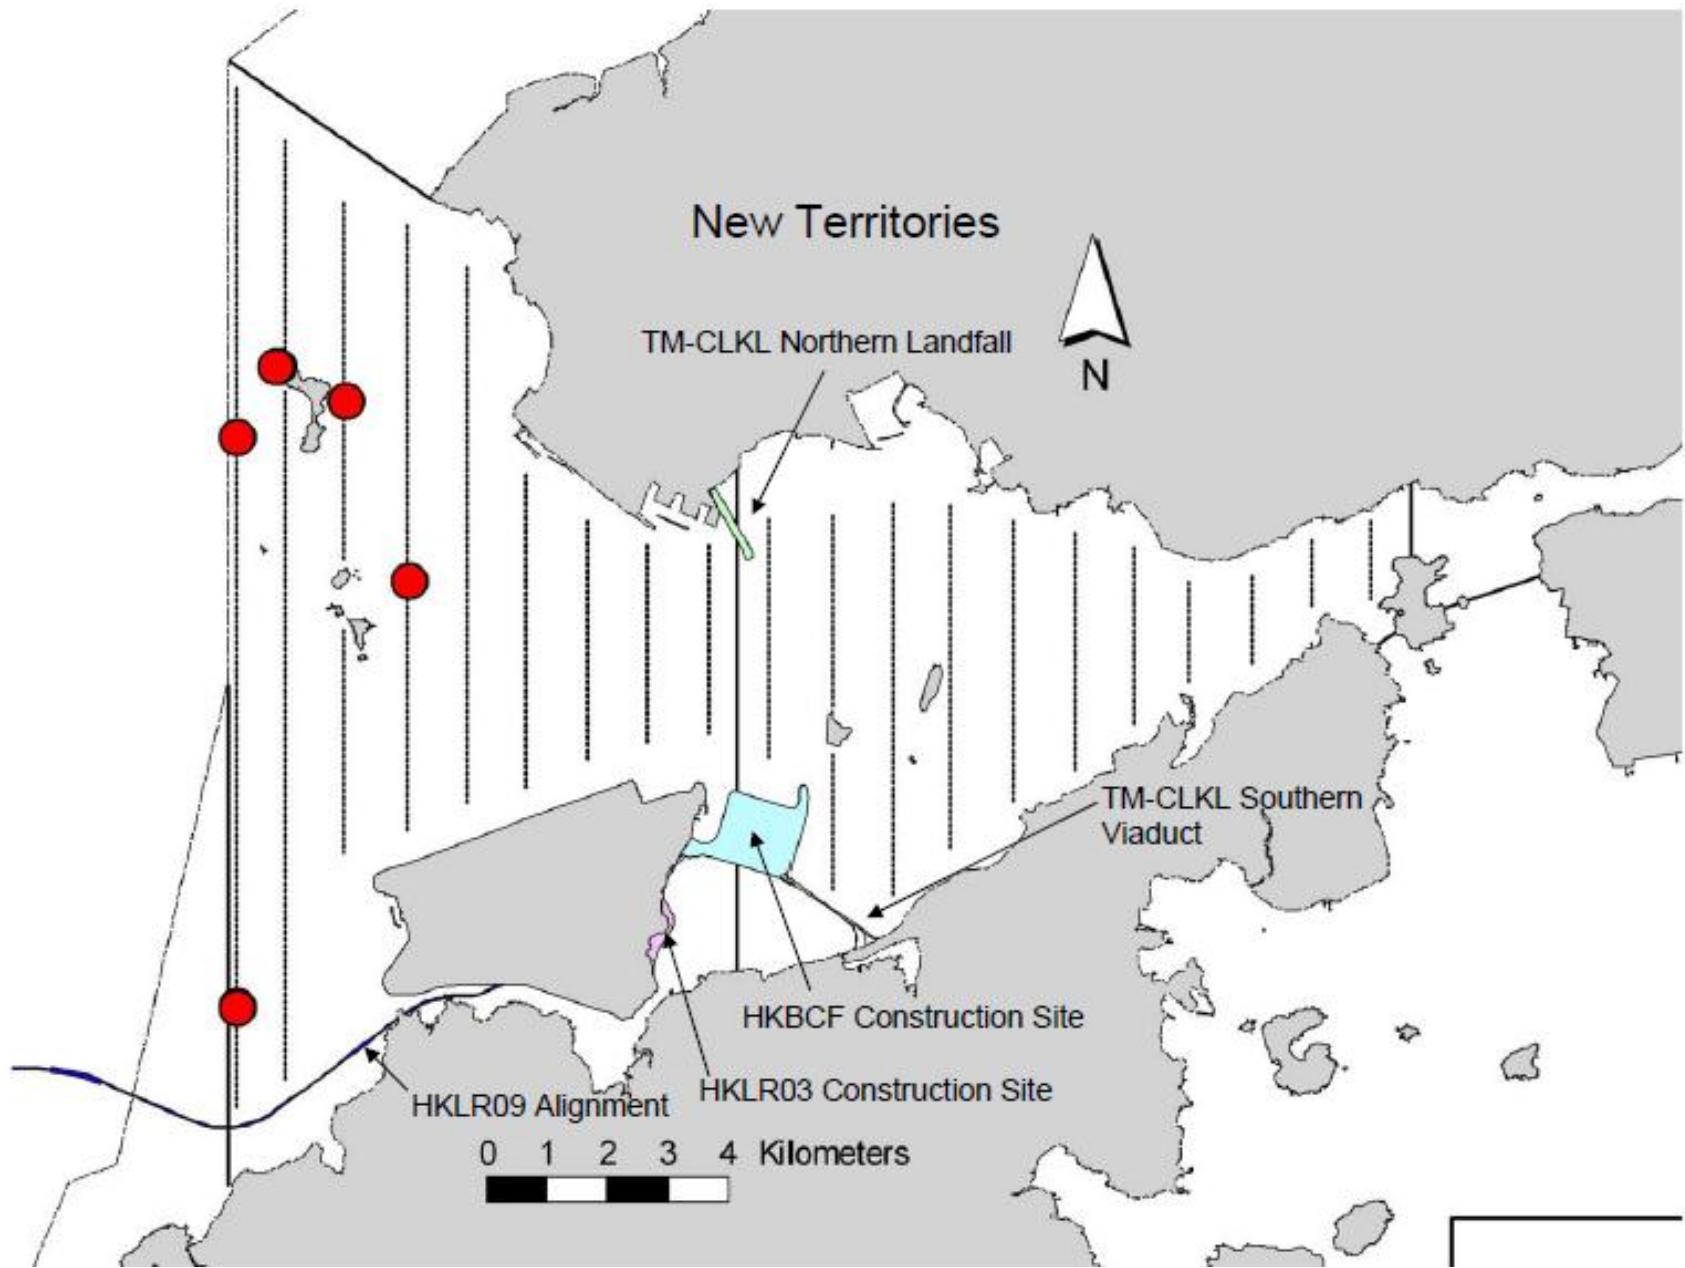 New Territories
TM-CLKL Northern Landfall
N
TM-CLKL Southern
Viaduct
HKBCF Construction Site
HKLR03 Construction Site
HKLR09 Alignment
0 1 2 3 4 Kilometers